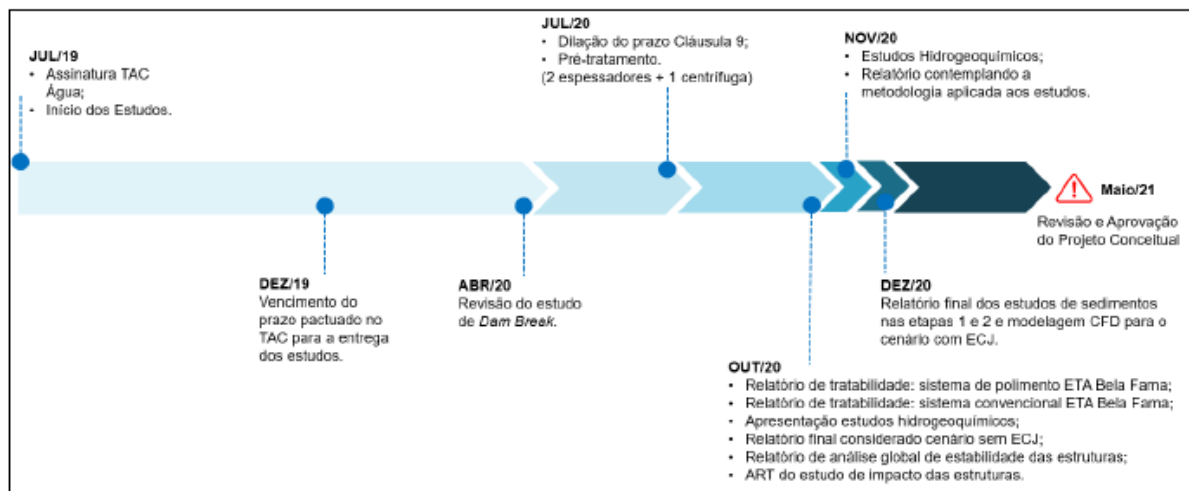 JUL/19
• Assinatura TAC
Água;
• Início dos Estudos.
JUL/20
• Dilação do prazo Cláusula 9;
• Pré-tratamento.
(2 espessadores + 1 centrífuga)
NOV/20
• Estudos Hidrogeoquímicos;
• Relatório contemplando a
metodologia aplicada aos estudos.
Maio/21
Revisão e Aprovação
do Projeto Conceitual
DEZ/19
Vencimento do
prazo pactuado no
TAC para a entrega
dos estudos.
ABR/20
Revisão do estudo
de Dam Break.
DEZ/20
Relatório final dos estudos de sedimentos
nas etapas 1 e 2 e modelagem CFD para o
cenário com ECJ.
OUT/20
• Relatório de tratabilidade: sistema de polimento ETA Bela Fama;
• Relatório de tratabilidade: sistema convencional ETA Bela Fama;
• Apresentação estudos hidrogeoquímicos;
• Relatório final considerado cenário sem ECJ;
• Relatório de análise global de estabilidade das estruturas;
• ART do estudo de impacto das estruturas.